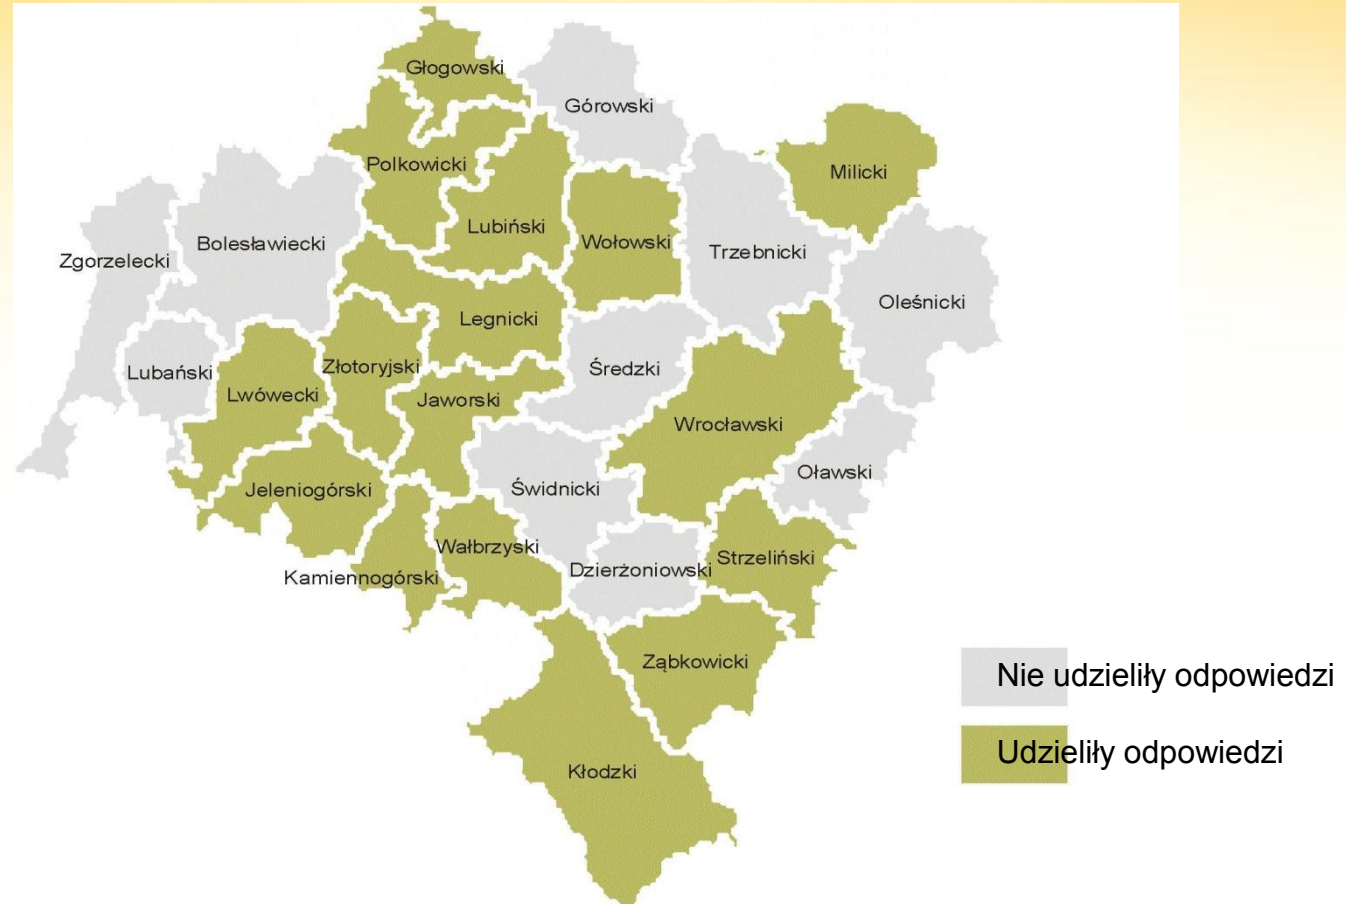 Głogowski
Górowski
Polkowicki
Milicki
Lubiński
Wołowski
Bolesławiecki
Trzebnicki
Zgorzelecki
Oleśnicki
Legnicki
Złotoryjski
Średzki
Lubański
Lwówecki
Jaworski
Wrocławski
Oławski
Jeleniogórski
Świdnicki
Wałbrzyski
Strzeliński
Dzierżoniowski
Kamiennogórski
Ząbkowicki
Kłodzki
Nie udzieliły odpowiedzi
Udzieliły odpowiedzi